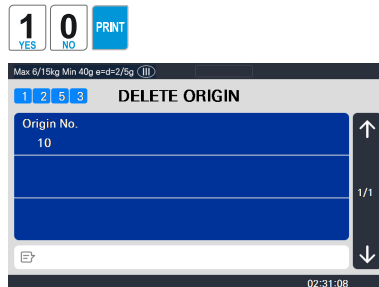 1 0 PRINT
YES NO
Max 6/15kg Min 40g e=d=2/5g III
1 2 5 3 DELETE ORIGIN
Origin No.
10
1/1
02:31:08